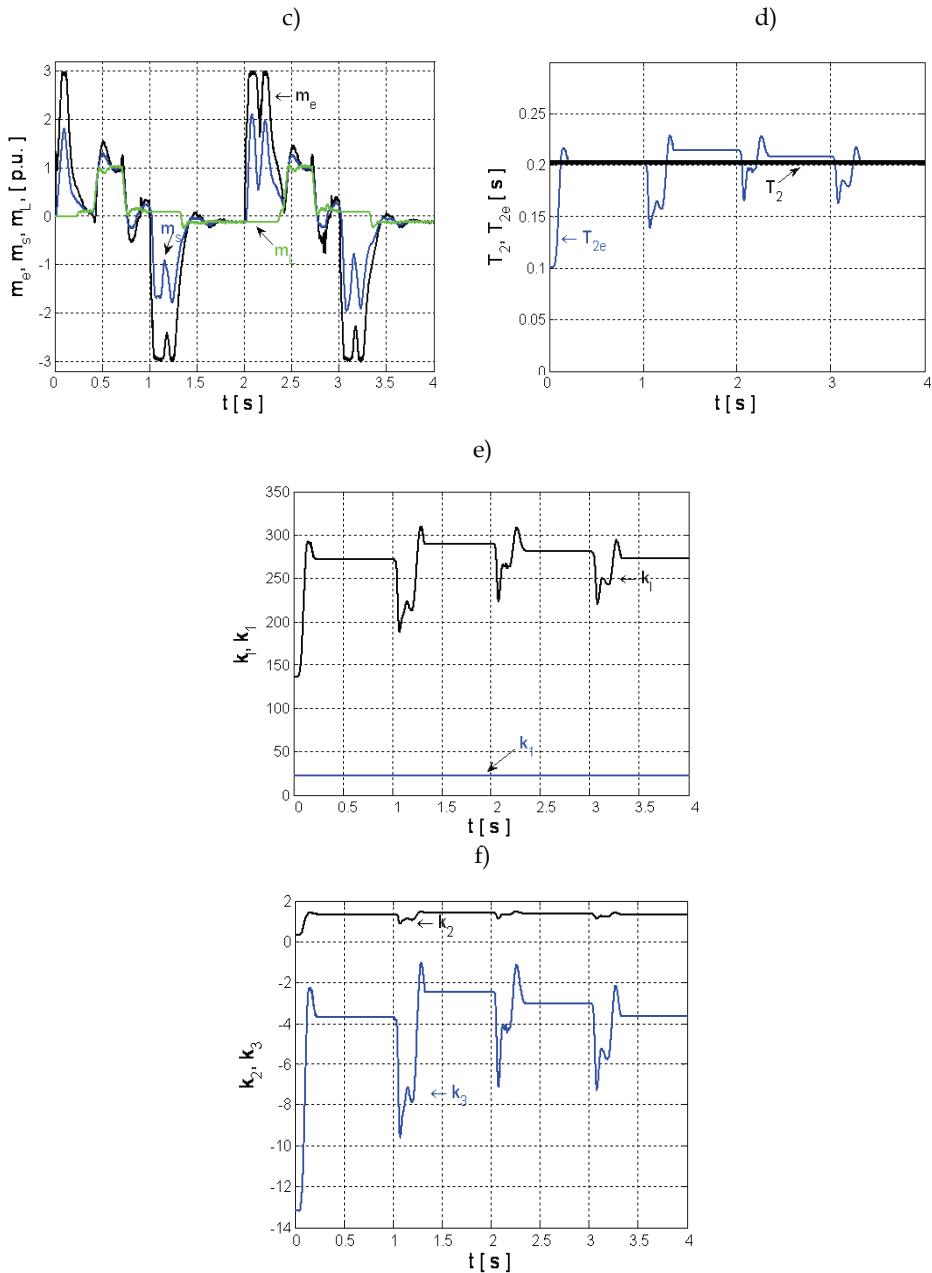 c)
d)
3
2
1
0
-1
-2
-3
m_e, m_s, m_L, [ p.u. ]
m_e
m_s
m_L
0 0.5 1 1.5 2 2.5 3 3.5 4
t [ s ]
0.25
0.2
0.15
0.1
0.05
0
T_2, T_2e [ s ]
T_2
T_2e
0 1 2 3 4
t [ s ]
e)
350
300
250
200
150
100
50
0
k_I, k_1
k_I
k_1
0 0.5 1 1.5 2 2.5 3 3.5 4
t [ s ]
f)
2
0
-2
-4
-6
-8
-10
-12
-14
k_2, k_3
k_2
k_3
0 0.5 1 1.5 2 2.5 3 3.5 4
t [ s ]